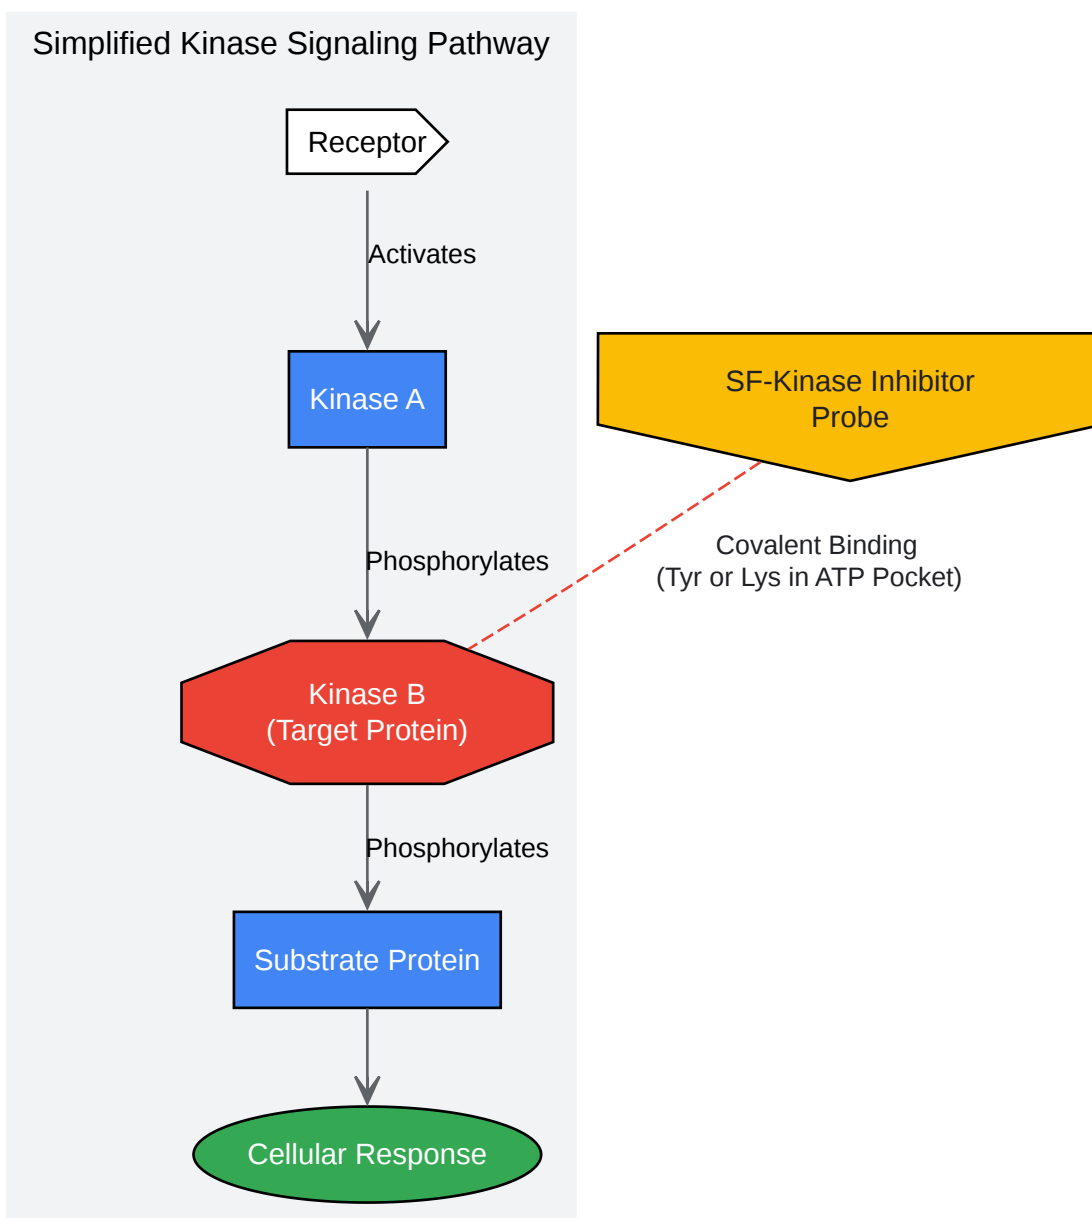 Simplified Kinase Signaling Pathway
Receptor
Activates
Kinase A
SF-Kinase Inhibitor
Probe
Phosphorylates
Covalent Binding
(Tyr or Lys in ATP Pocket)
Kinase B
(Target Protein)
Phosphorylates
Substrate Protein
Cellular Response